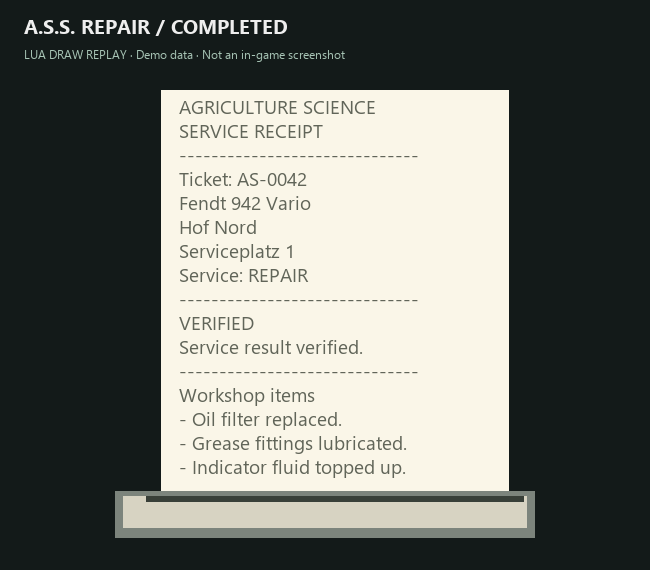 A.S.S. REPAIR / COMPLETED
LUA DRAW REPLAY · Demo data · Not an in-game screenshot
AGRICULTURE SCIENCE
SERVICE RECEIPT
------------------------------
Ticket: AS-0042
Fendt 942 Vario
Hof Nord
Serviceplatz 1
Service: REPAIR
------------------------------
VERIFIED
Service result verified.
------------------------------
Workshop items
- Oil filter replaced.
- Grease fittings lubricated.
- Indicator fluid topped up.